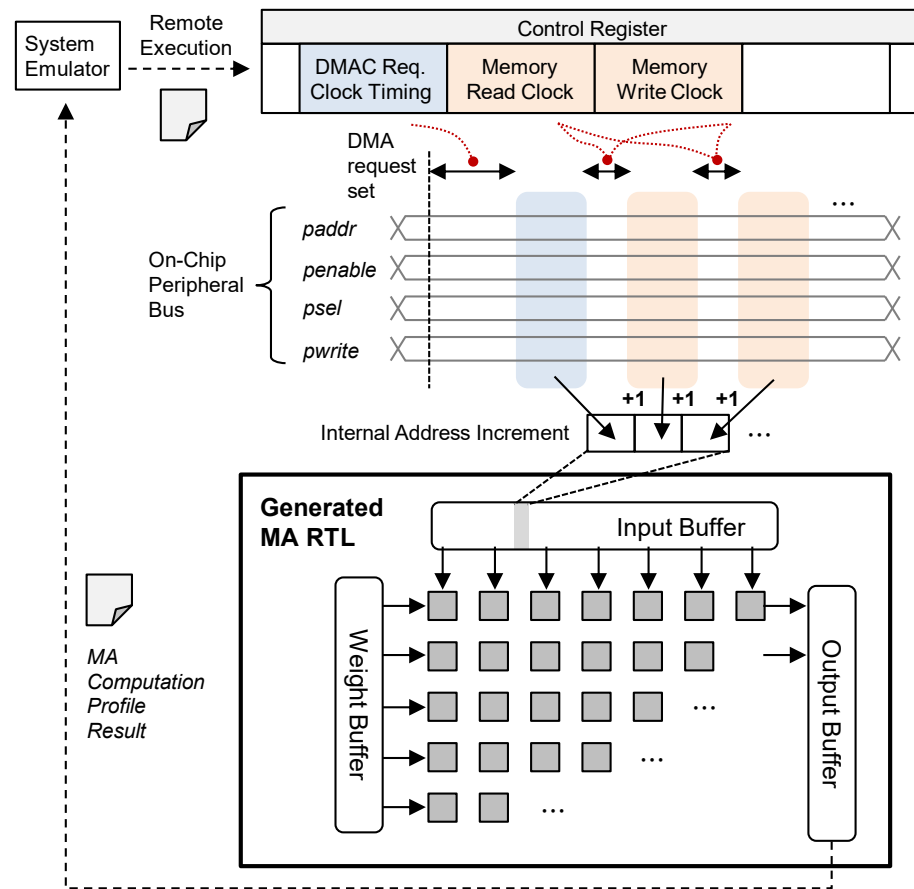 System
Emulator
Remote
Execution
Control Register
DMAC Req.
Clock Timing
Memory
Read Clock
Memory
Write Clock
DMA
request
set
...
On-Chip
Peripheral
Bus
paddr
penable
psel
pwrite
+1
+1
+1
Internal Address Increment
...
Generated
MA RTL
Input Buffer
Weight Buffer
Output Buffer
...
...
...
MA
Computation
Profile
Result